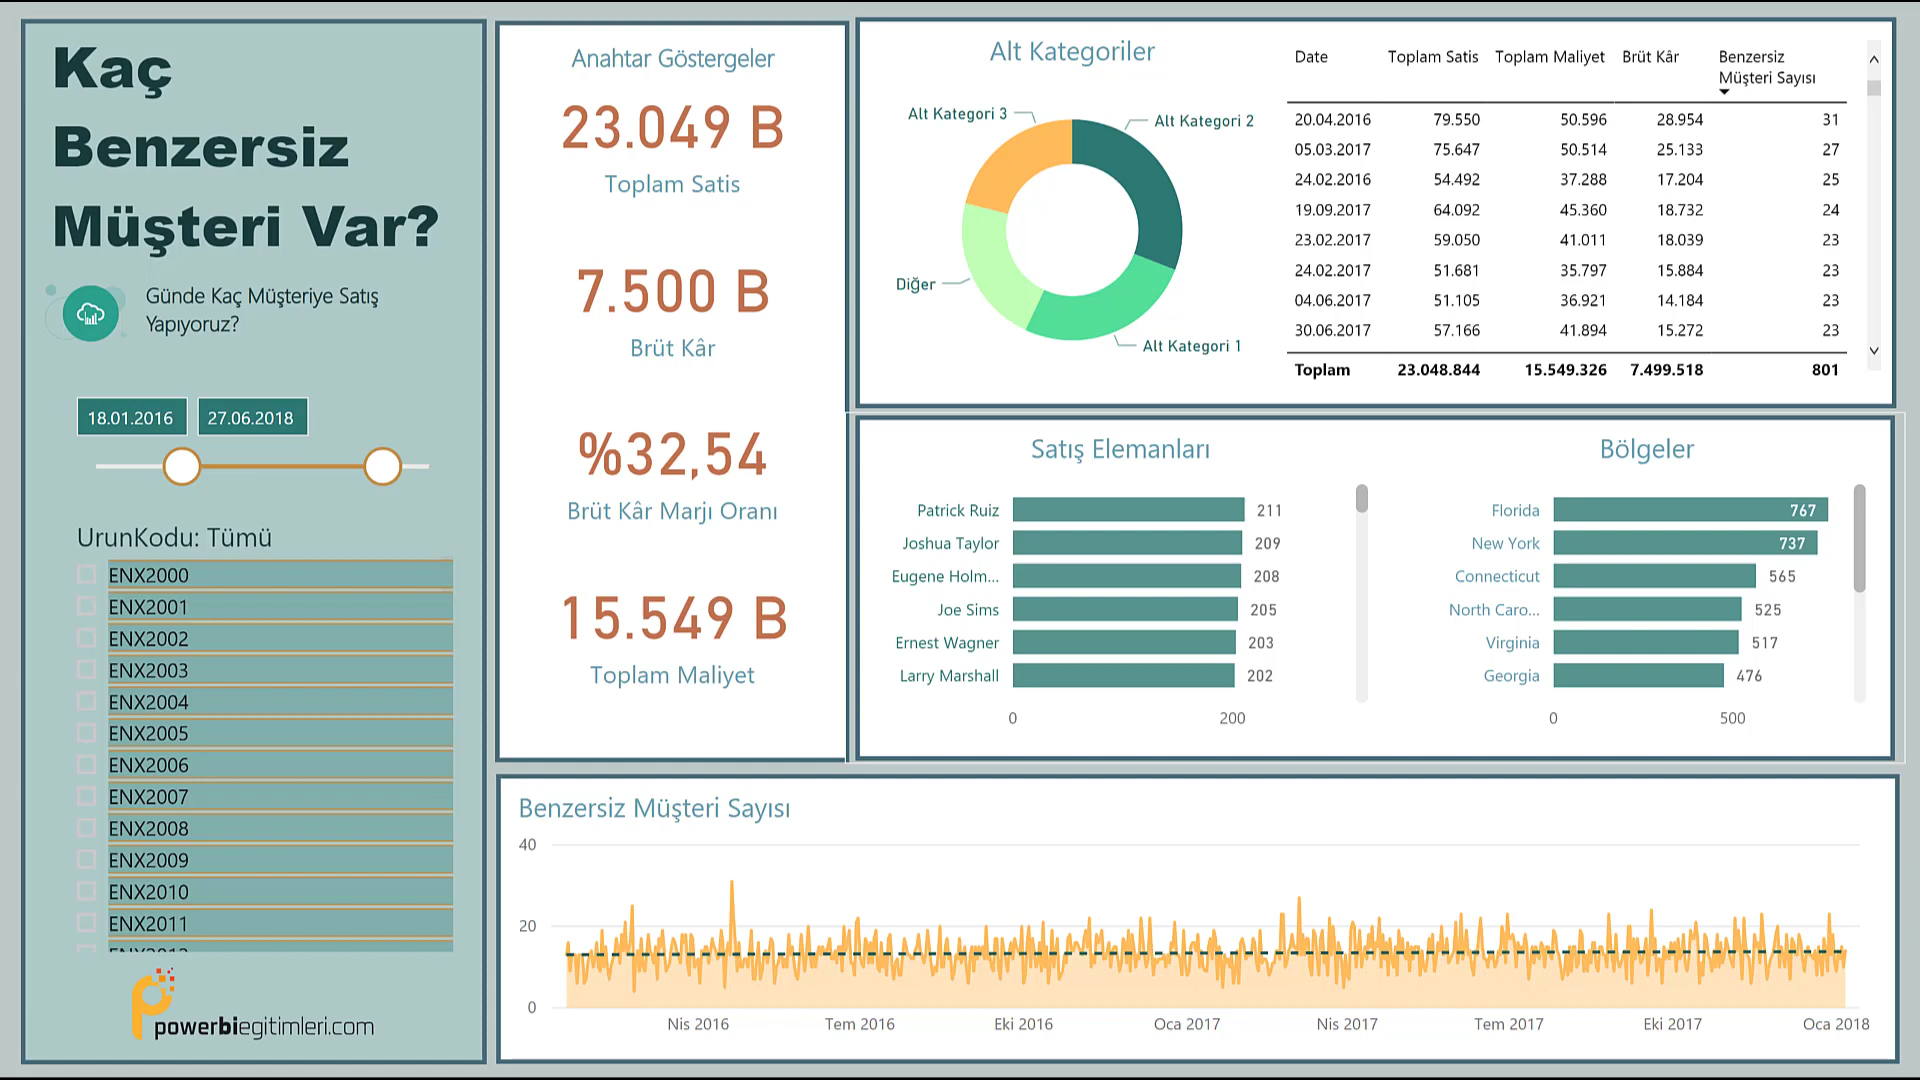 Kaç
Benzersiz
Müşteri Var?
Günde Kaç Müşteriye Satış
Yapıyoruz?
18.01.2016
27.06.2018
UrunKodu: Tümü
ENX2000
ENX2001
ENX2002
ENX2003
ENX2004
ENX2005
ENX2006
ENX2007
ENX2008
ENX2009
ENX2010
ENX2011
powerbiegitimleri.com
Anahtar Göstergeler
23.049 B
Toplam Satis
7.500 B
Brüt Kâr
%32,54
Brüt Kâr Marjı Oranı
15.549 B
Toplam Maliyet
Alt Kategoriler
Alt Kategori 3
Alt Kategori 2
Diğer
Alt Kategori 1
Date Toplam Satis Toplam Maliyet Brüt Kâr Benzersiz
Müşteri Sayısı
20.04.2016 79.550 50.596 28.954 31
05.03.2017 75.647 50.514 25.133 27
24.02.2016 54.492 37.288 17.204 25
19.09.2017 64.092 45.360 18.732 24
23.02.2017 59.050 41.011 18.039 23
24.02.2017 51.681 35.797 15.884 23
04.06.2017 51.105 36.921 14.184 23
30.06.2017 57.166 41.894 15.272 23
Toplam 23.048.844 15.549.326 7.499.518 801
Satış Elemanları
Patrick Ruiz 211
Joshua Taylor 209
Eugene Holm... 208
Joe Sims 205
Ernest Wagner 203
Larry Marshall 202
0 200
Bölgeler
Florida 767
New York 737
Connecticut 565
North Caro... 525
Virginia 517
Georgia 476
0 500
Benzersiz Müşteri Sayısı
40
20
0
Nis 2016 Tem 2016 Eki 2016 Oca 2017 Nis 2017 Tem 2017 Eki 2017 Oca 2018